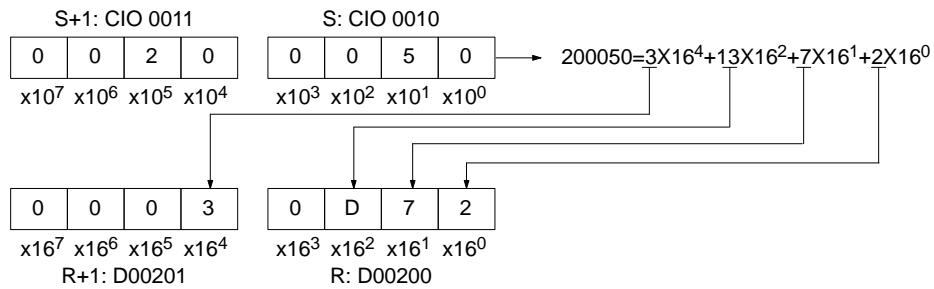 S+1: CIO 0011 S: CIO 0010
0 0 2 0 0 0 5 0 200050=3X16⁴+13X16²+7X16¹+2X16⁰
x10⁷ x10⁶ x10⁵ x10⁴ x10³ x10² x10¹ x10⁰
0 0 0 3 0 D 7 2
x16⁷ x16⁶ x16⁵ x16⁴ x16³ x16² x16¹ x16⁰
R+1: D00201 R: D00200